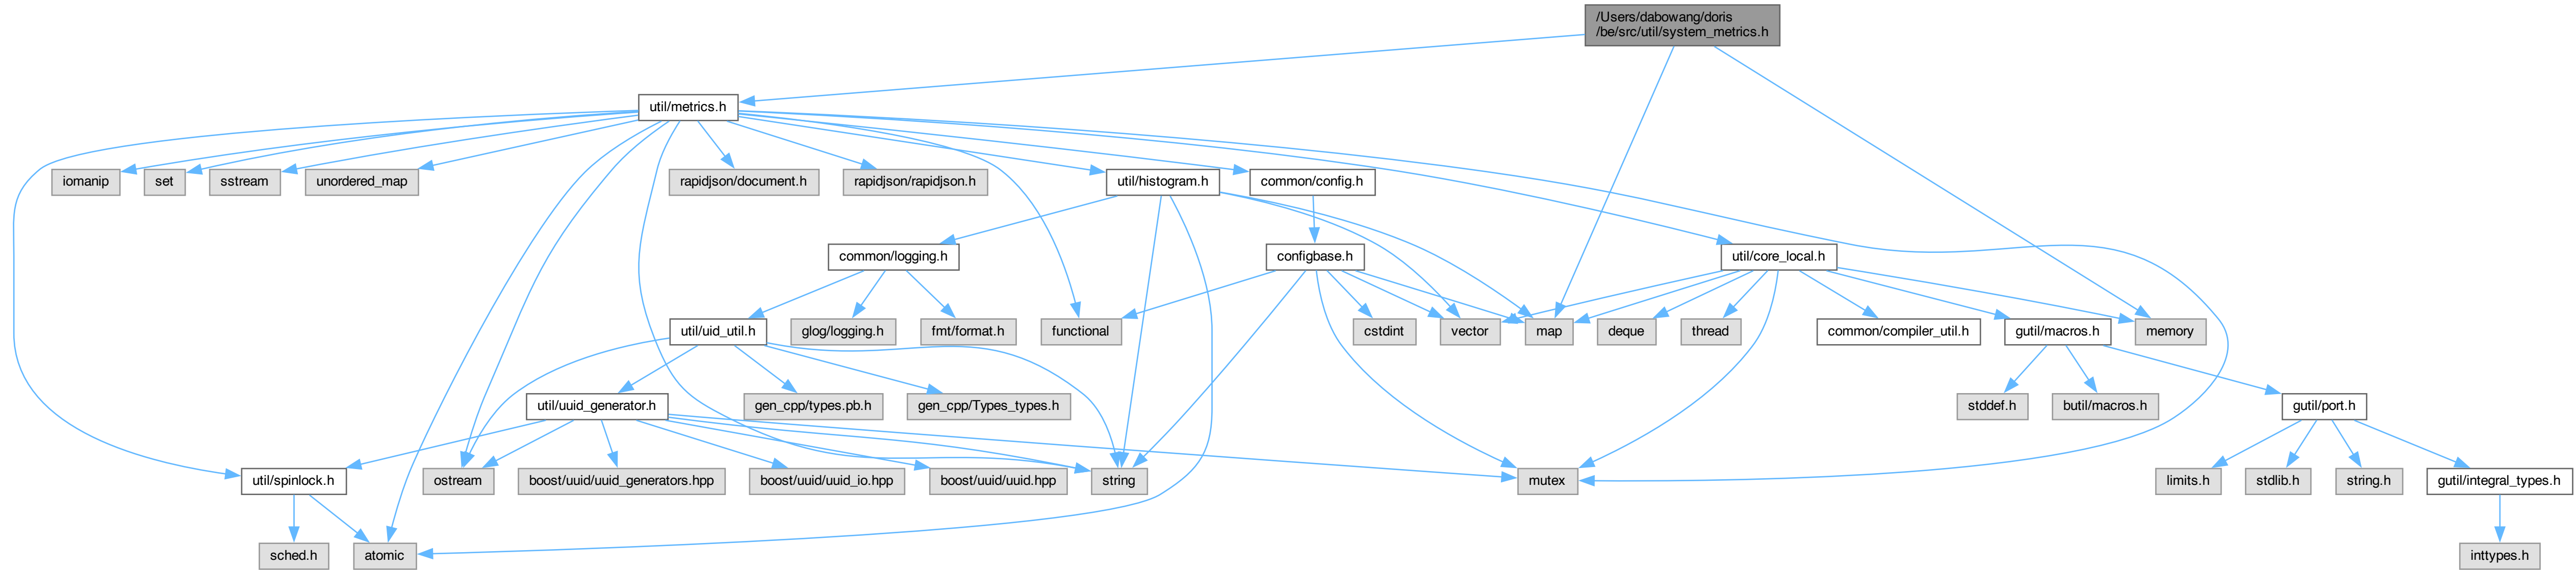 /Users/dabowang/doris
/be/src/util/system_metrics.h
util/metrics.h
iomanip
set
sstream
unordered_map
rapidjson/document.h
rapidjson/rapidjson.h
util/histogram.h
common/config.h
common/logging.h
configbase.h
util/core_local.h
util/uid_util.h
glog/logging.h
fmt/format.h
functional
cstdint
vector
map
deque
thread
common/compiler_util.h
gutil/macros.h
memory
util/uuid_generator.h
gen_cpp/types.pb.h
gen_cpp/Types_types.h
stddef.h
butil/macros.h
gutil/port.h
util/spinlock.h
ostream
boost/uuid/uuid_generators.hpp
boost/uuid/uuid_io.hpp
boost/uuid/uuid.hpp
string
mutex
limits.h
stdlib.h
string.h
gutil/integral_types.h
sched.h
atomic
inttypes.h